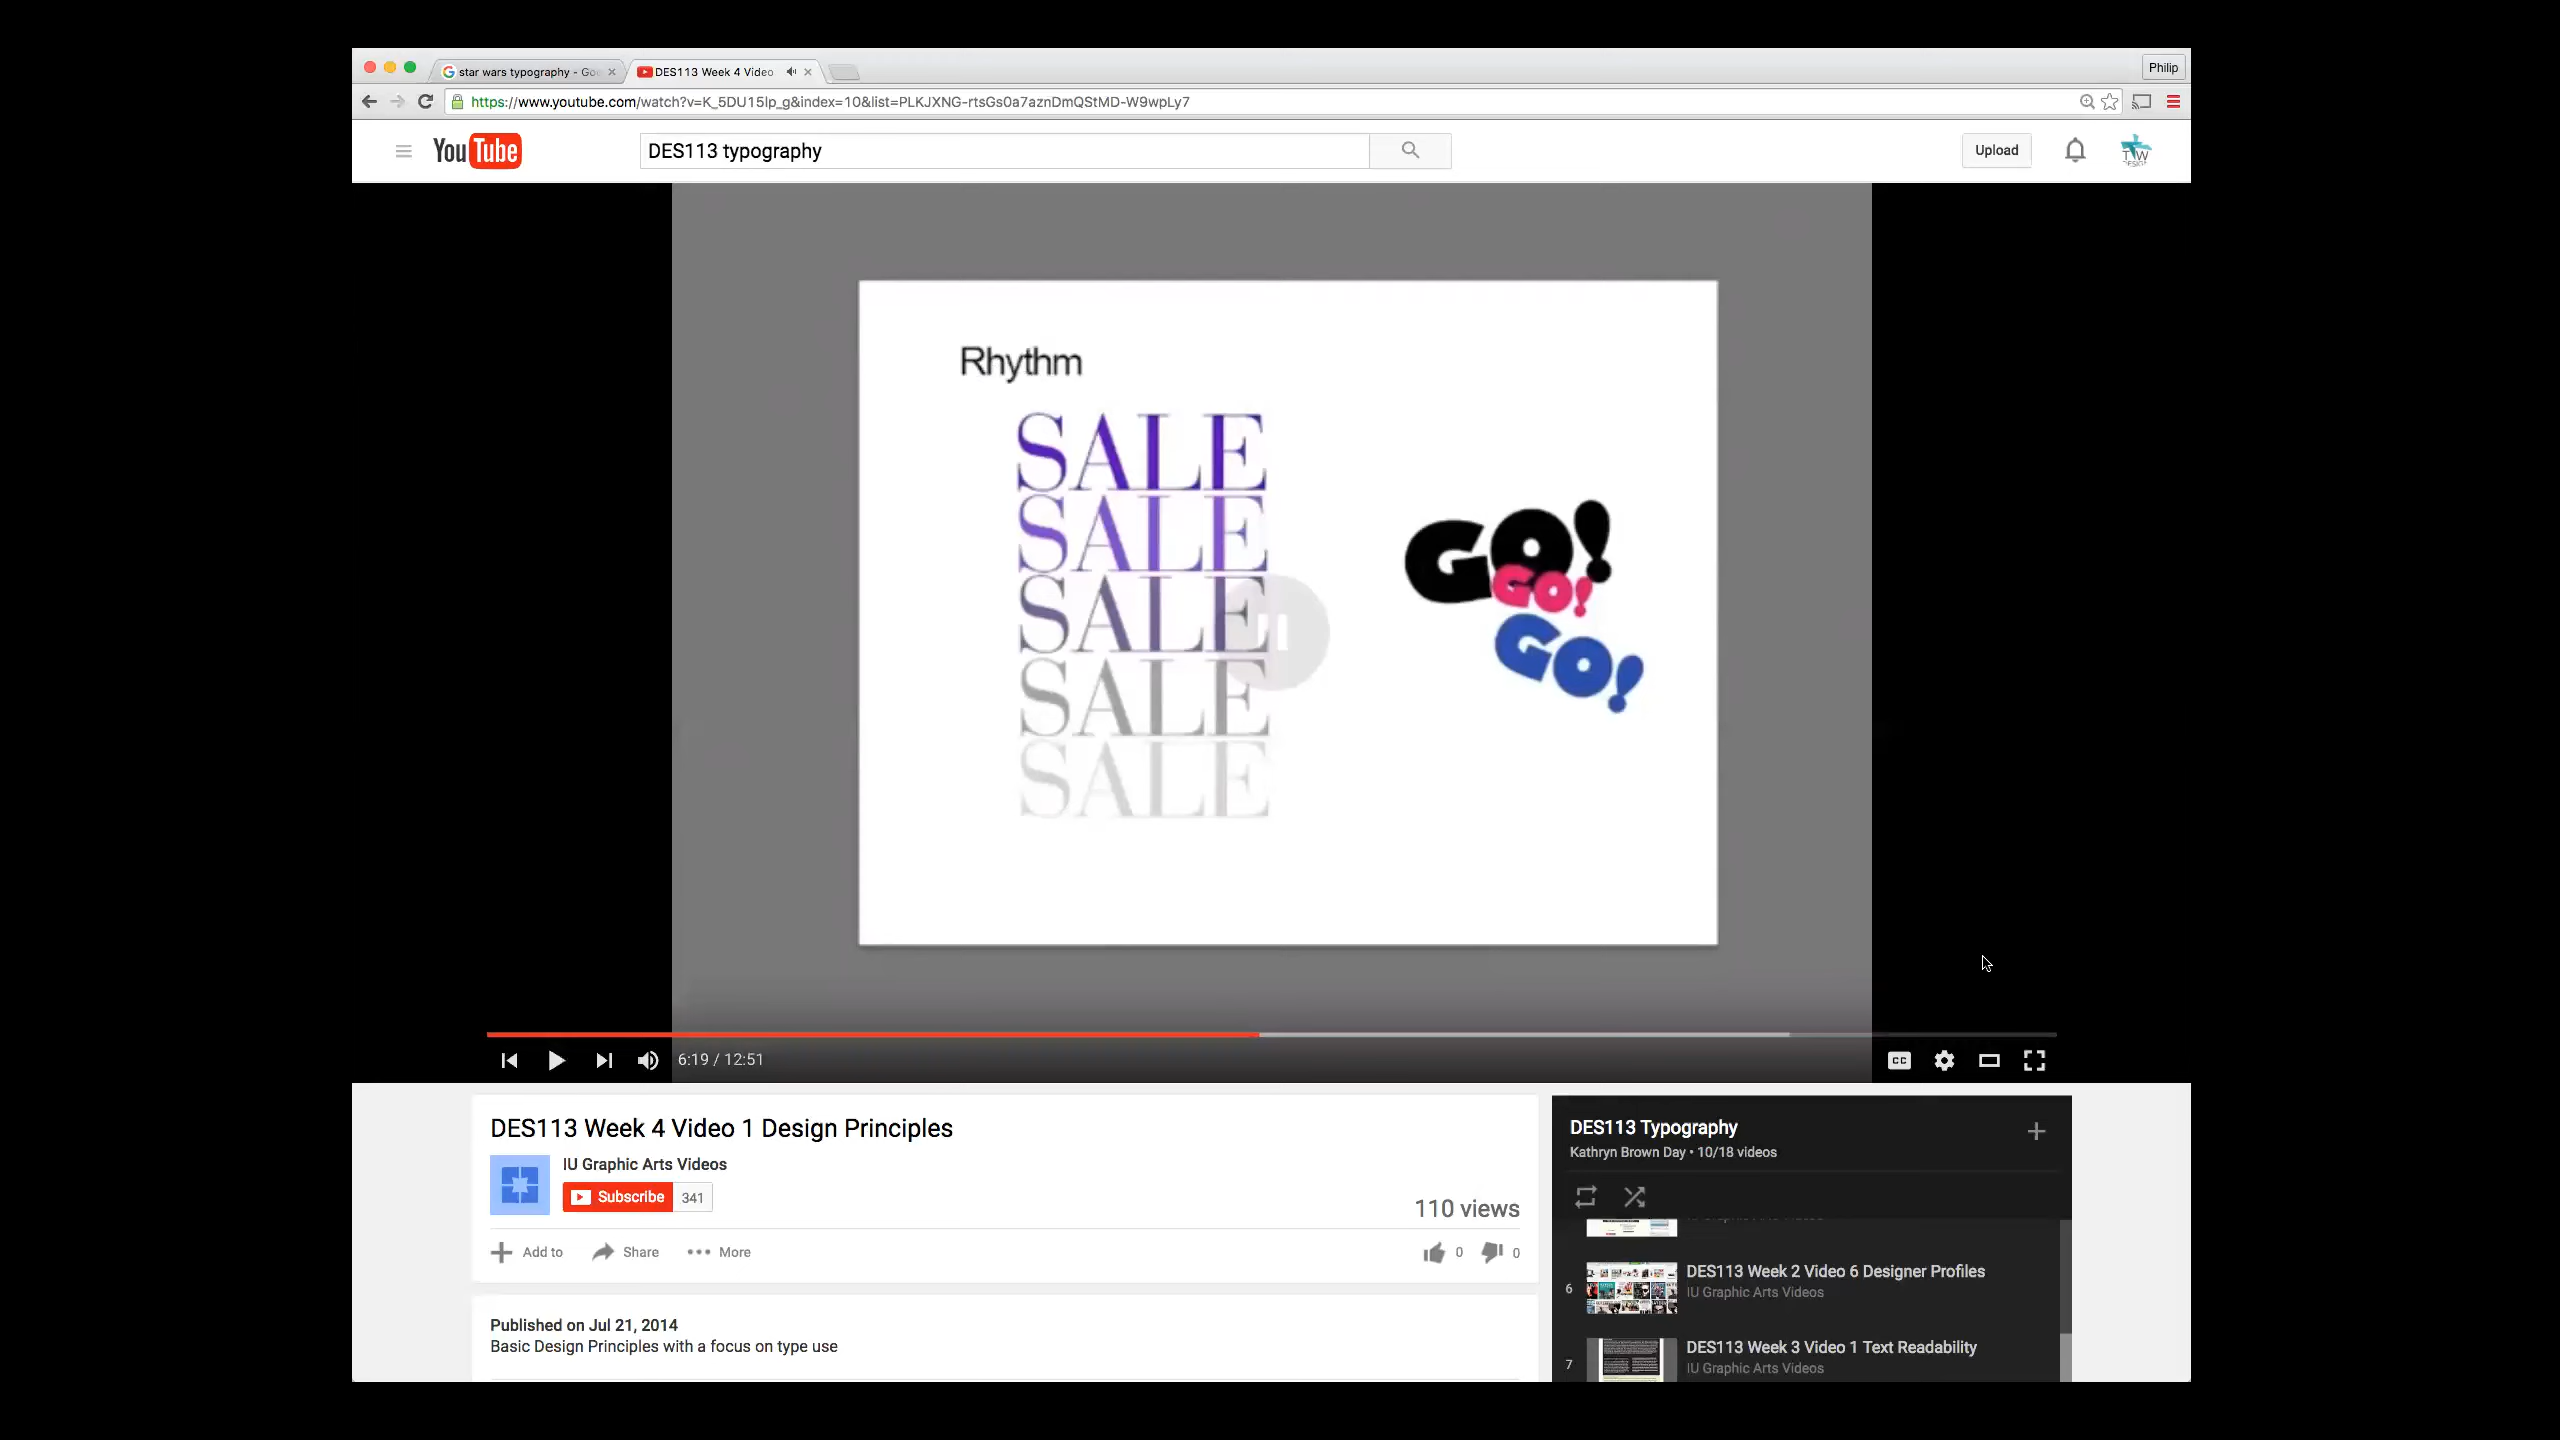 star wars typography - Goo
DES113 Week 4 Video
Philip
https://www.youtube.com/watch?v=K_5DU15lp_g&index=10&list=PLKJXNG-rtsGs0a7aznDmQStMD-W9wpLy7
YouTube
DES113 typography
Upload
TW
DESIGN
Rhythm
SALE
SALE
SALE
SALE
SALE
GO!
GO!
GO!
6:19 / 12:51
CC
DES113 Week 4 Video 1 Design Principles
IU Graphic Arts Videos
Subscribe 341
110 views
Add to Share More 0 0
Published on Jul 21, 2014
Basic Design Principles with a focus on type use
DES113 Typography
Kathryn Brown Day • 10/18 videos
6
DES113 Week 2 Video 6 Designer Profiles
IU Graphic Arts Videos
7
DES113 Week 3 Video 1 Text Readability
IU Graphic Arts Videos